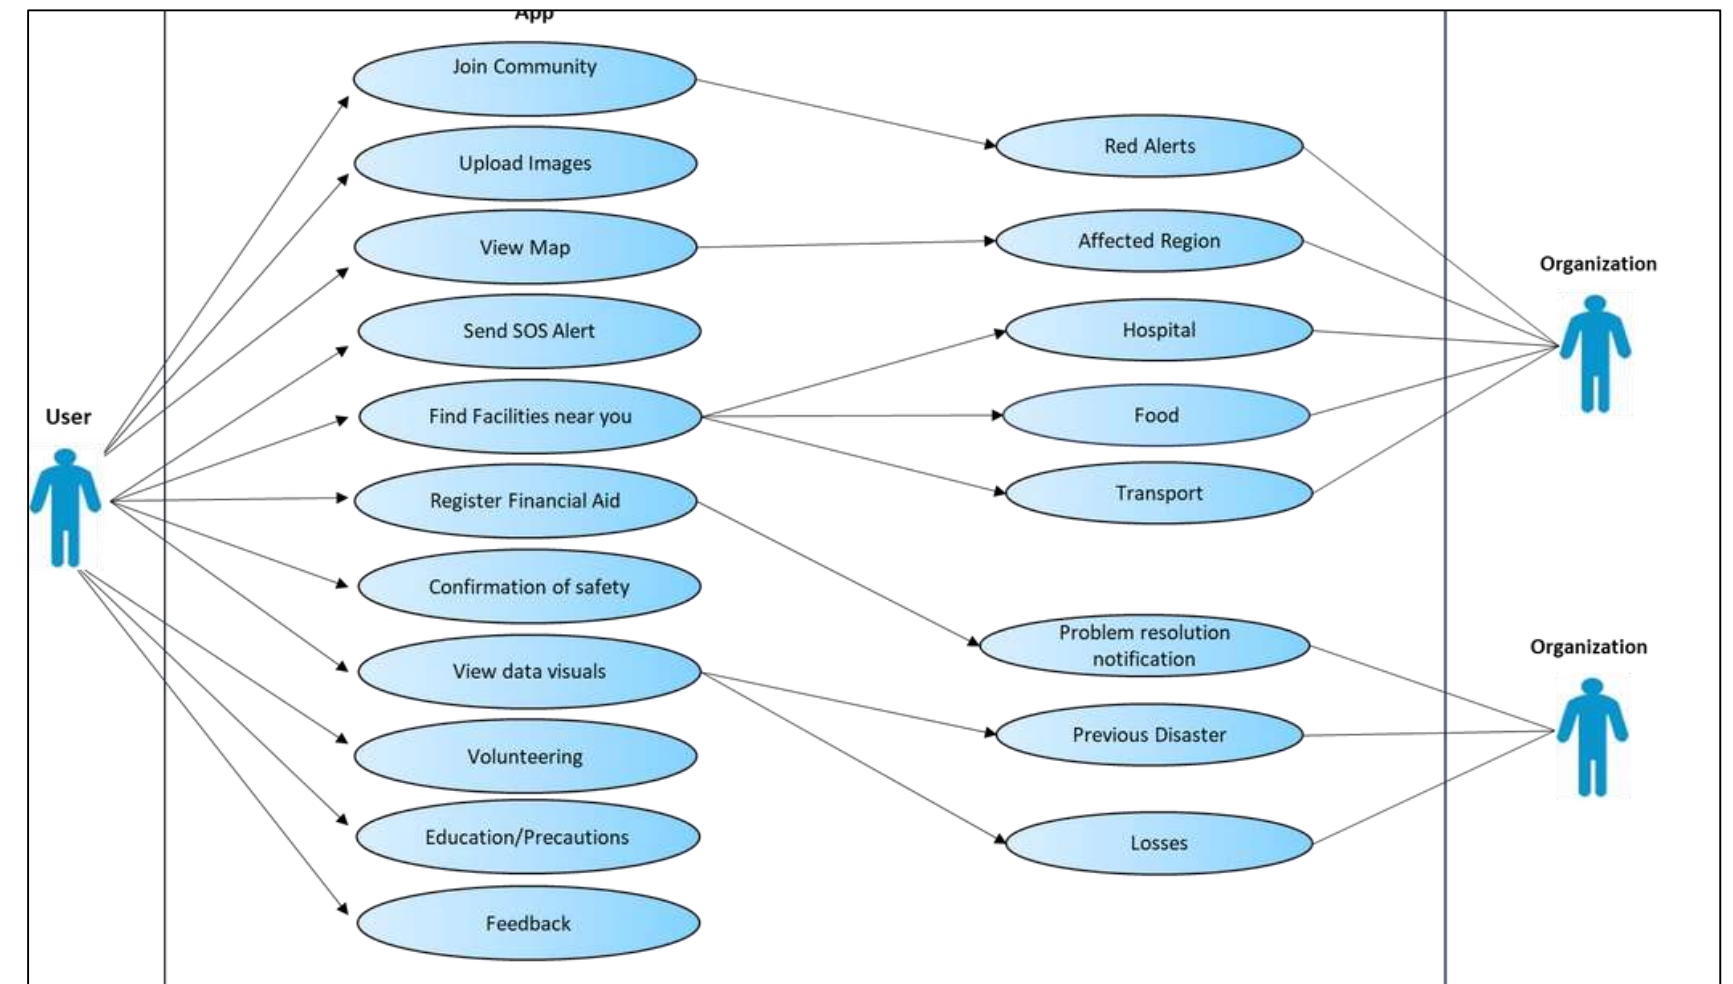 App
Join Community
Upload Images
View Map
Send SOS Alert
Find Facilities near you
Register Financial Aid
Confirmation of safety
View data visuals
Volunteering
Education/Precautions
Feedback
User
Red Alerts
Affected Region
Hospital
Food
Transport
Problem resolution
notification
Previous Disaster
Losses
Organization
Organization